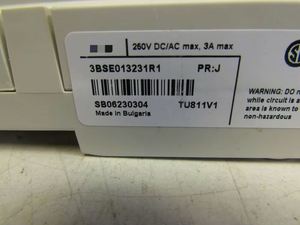 250V DC/AC max, 3A max
3BSE013231R1 PR:J
SB06230304 TU811V1
Made in Bulgaria
WARNING: DO n
while circuit is
area is known to
non-hazardous